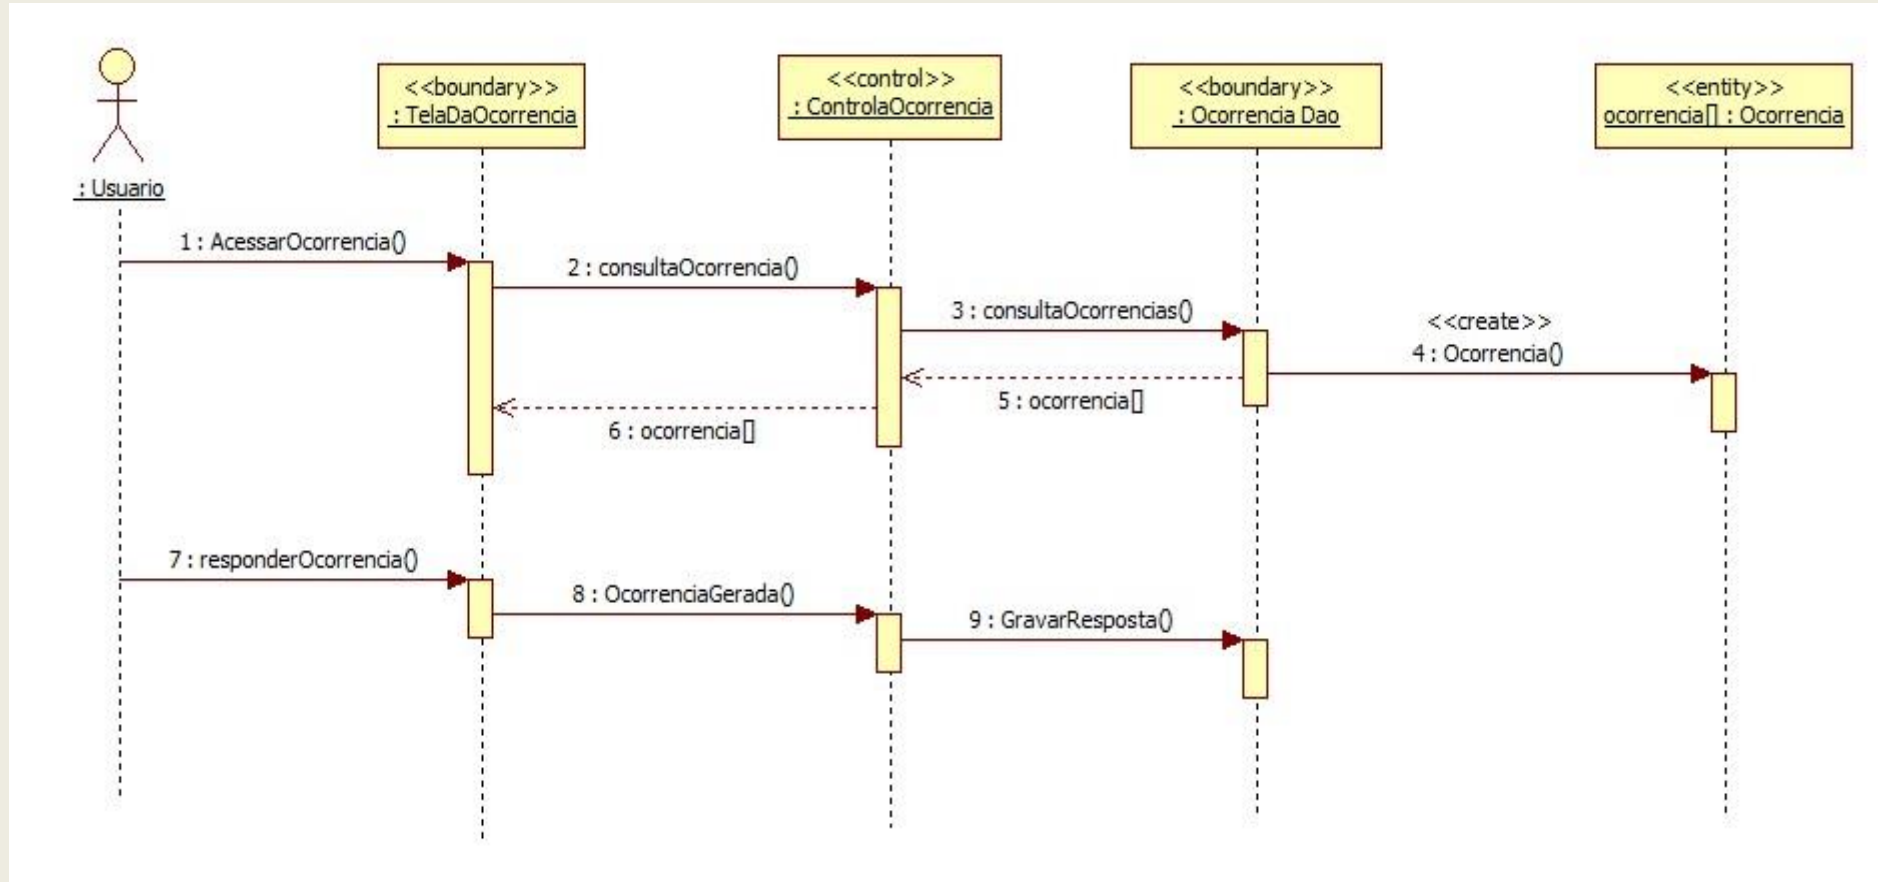 <<boundary>>
: TelaDaOcorrencia
<<control>>
: ControlaOcorrencia
<<boundary>>
: Ocorrencia Dao
<<entity>>
ocorrencia[] : Ocorrencia
: Usuario
1 : AcessarOcorrencia()
2 : consultaOcorrencia()
3 : consultaOcorrencias()
<<create>>
4 : Ocorrencia()
5 : ocorrencia[]
6 : ocorrencia[]
7 : responderOcorrencia()
8 : OcorrenciaGerada()
9 : GravarResposta()